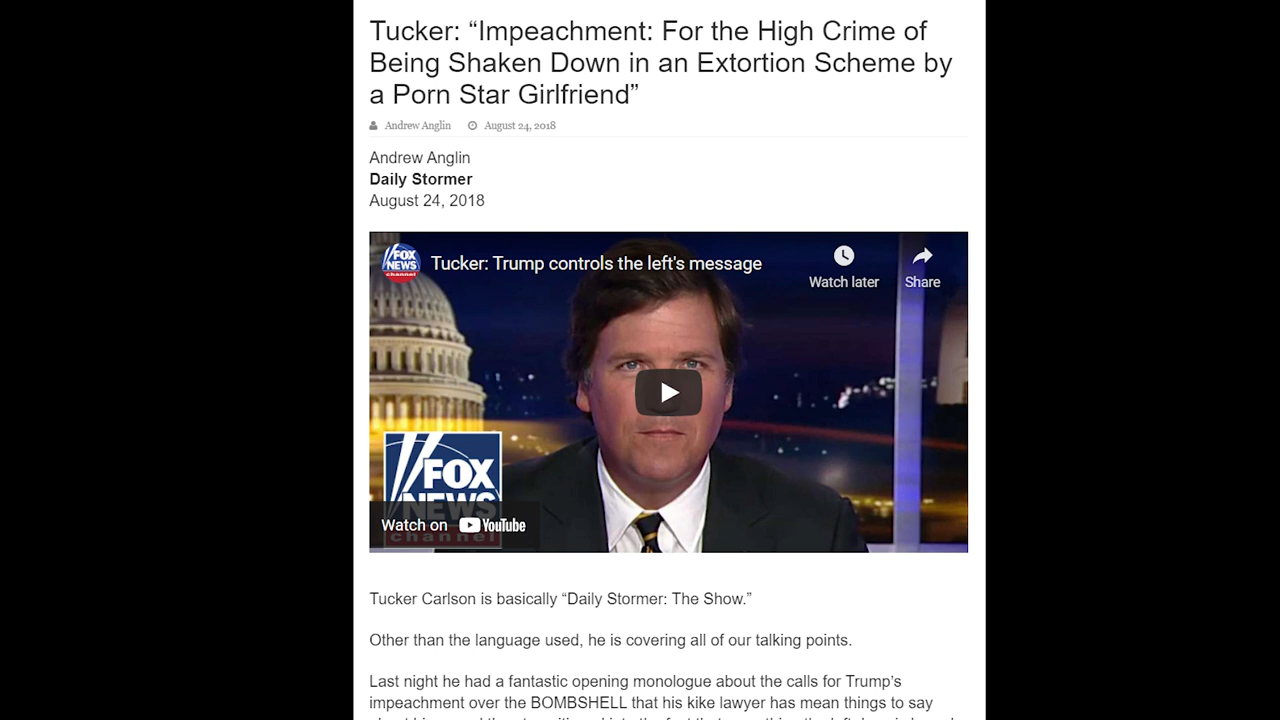 Tucker: “Impeachment: For the High Crime of
Being Shaken Down in an Extortion Scheme by
a Porn Star Girlfriend”
Andrew Anglin August 24, 2018
Andrew Anglin
Daily Stormer
August 24, 2018
FOX NEWS channel
Tucker: Trump controls the left's message
Watch later
Share
FOX
NEWS
channel
Watch on YouTube
Tucker Carlson is basically “Daily Stormer: The Show.”
Other than the language used, he is covering all of our talking points.
Last night he had a fantastic opening monologue about the calls for Trump’s
impeachment over the BOMBSHELL that his kike lawyer has mean things to say